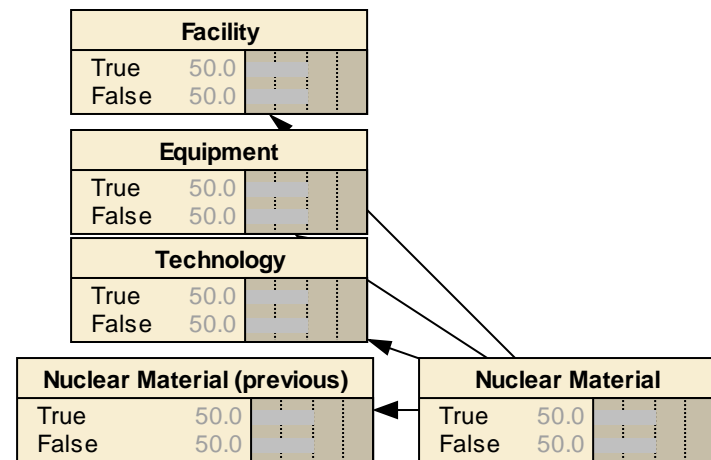 Facility
True 50.0
False 50.0
Equipment
True 50.0
False 50.0
Technology
True 50.0
False 50.0
Nuclear Material (previous)
True 50.0
False 50.0
Nuclear Material
True 50.0
False 50.0